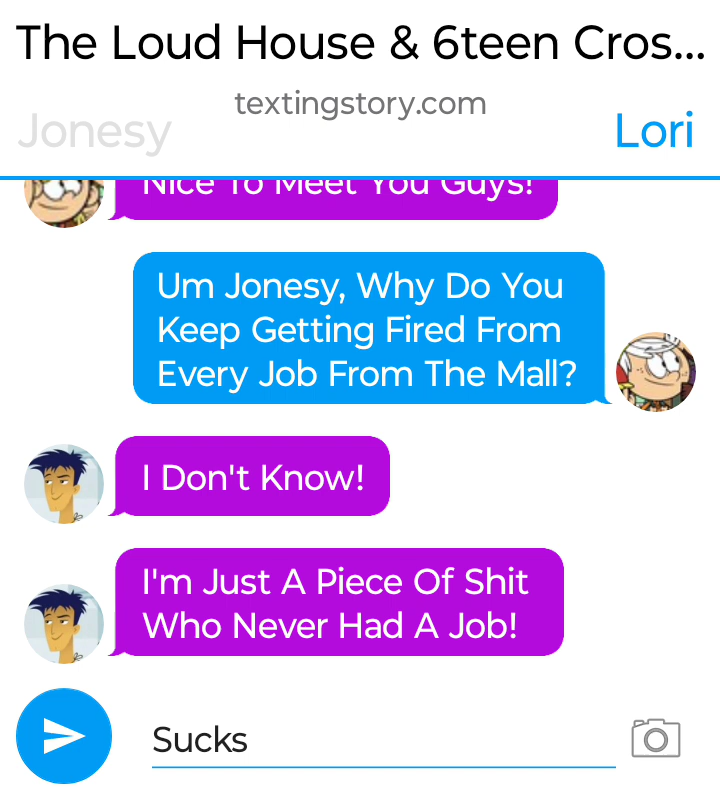 The Loud House & 6teen Cros...
textingstory.com
Jonesy
Lori
Nice To Meet You Guys!
Um Jonesy, Why Do You
Keep Getting Fired From
Every Job From The Mall?
I Don't Know!
I'm Just A Piece Of Shit
Who Never Had A Job!
Sucks